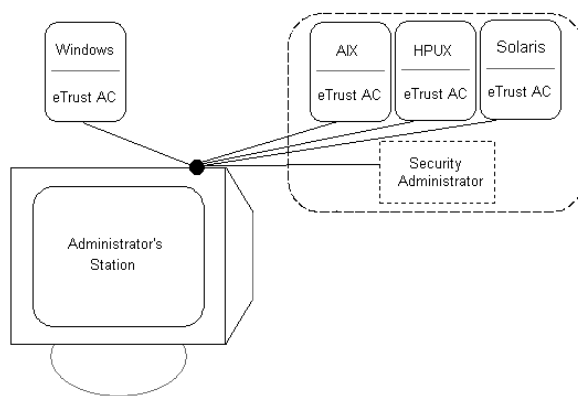 Windows
eTrust AC
AIX
eTrust AC
HPUX
eTrust AC
Solaris
eTrust AC
Security
Administrator
Administrator's
Station